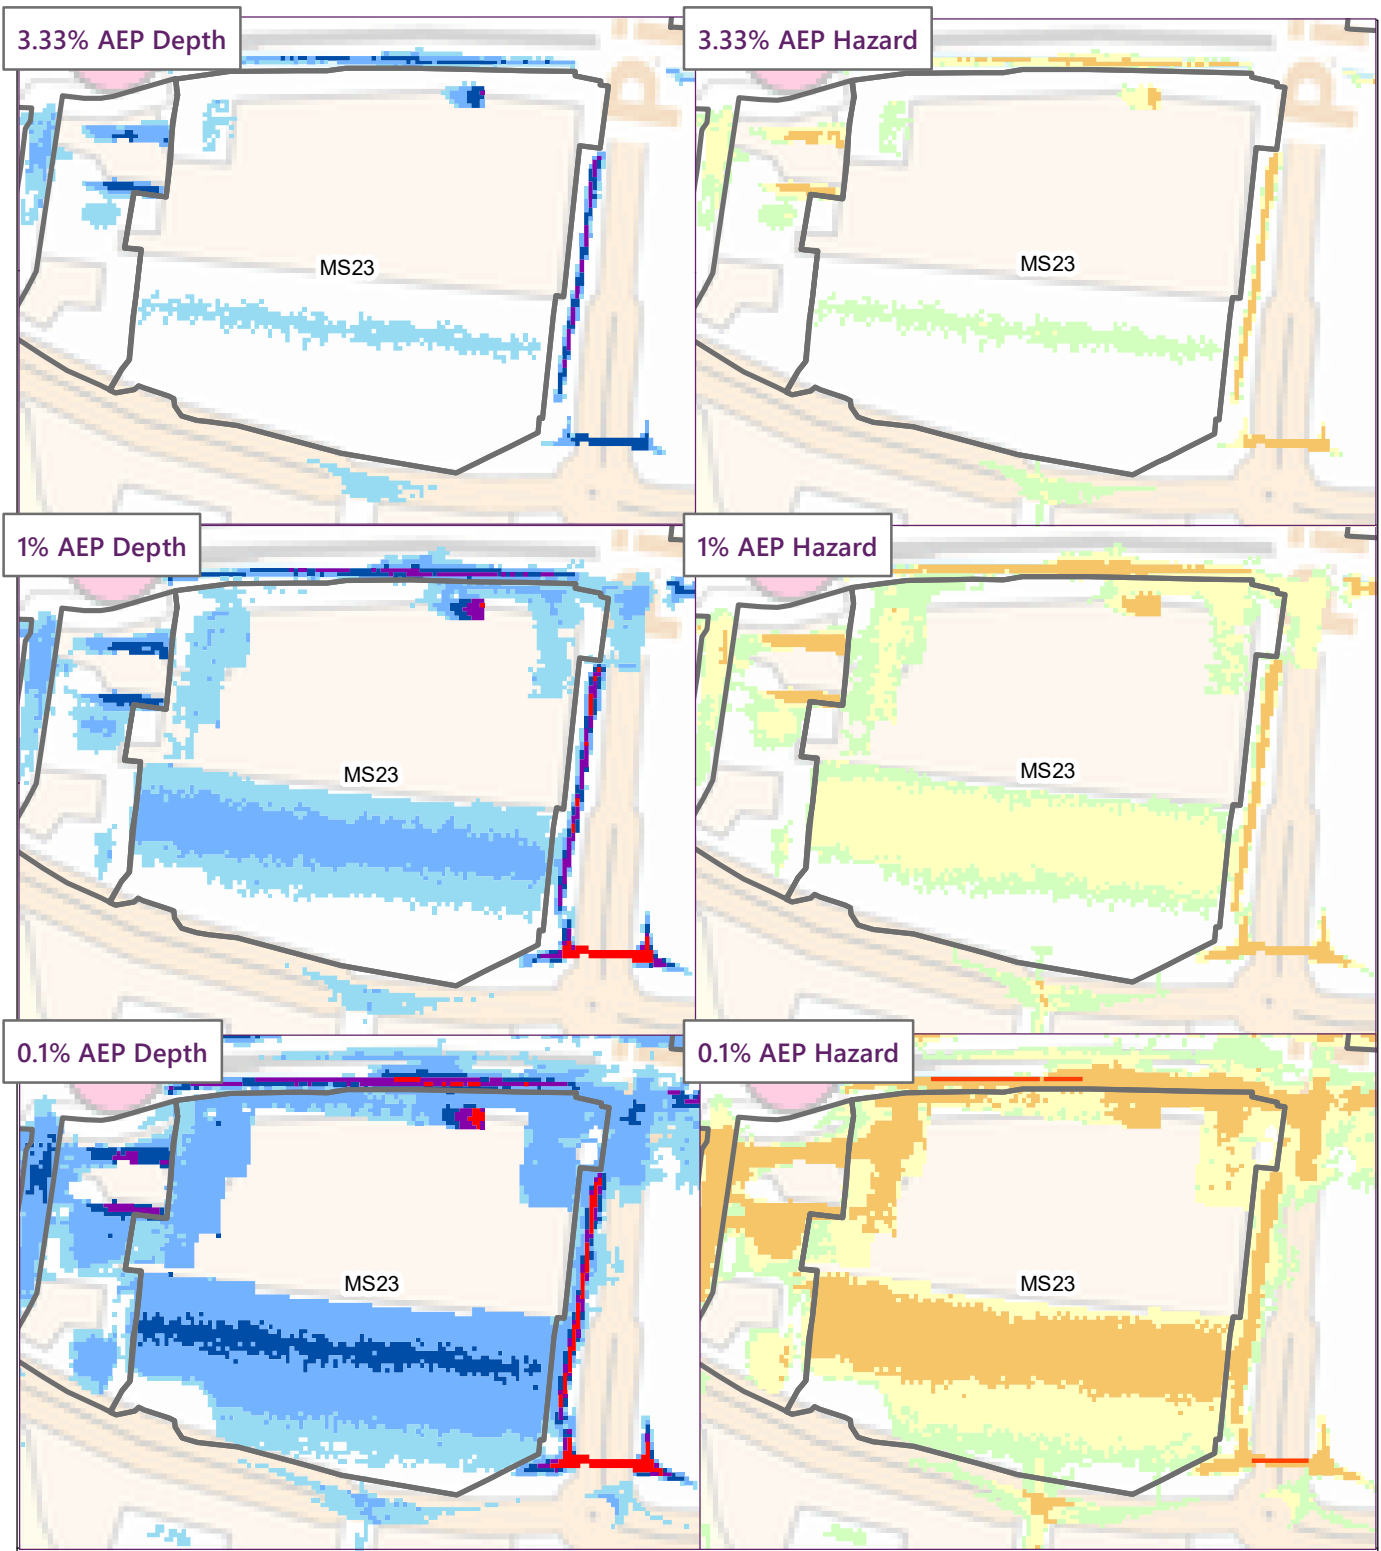 3.33% AEP Depth
3.33% AEP Hazard
MS23
MS23
1% AEP Depth
1% AEP Hazard
MS23
MS23
0.1% AEP Depth
0.1% AEP Hazard
MS23
MS23